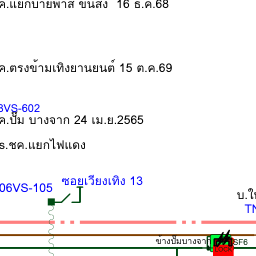 ค.แยกบายพาส ขนส่ง 16 ธ.ค.68
ค.ตรงข้ามเทิงยานยนต์ 15 ต.ค.69
VS-602
ค.ปั๊ม บางจาก 24 เม.ย.2565
ร.ชค.แยกไฟแดง
ซอยเวียงเทิง 13
06VS-105
TN
ข้างปั๊มบางจาก
SF6